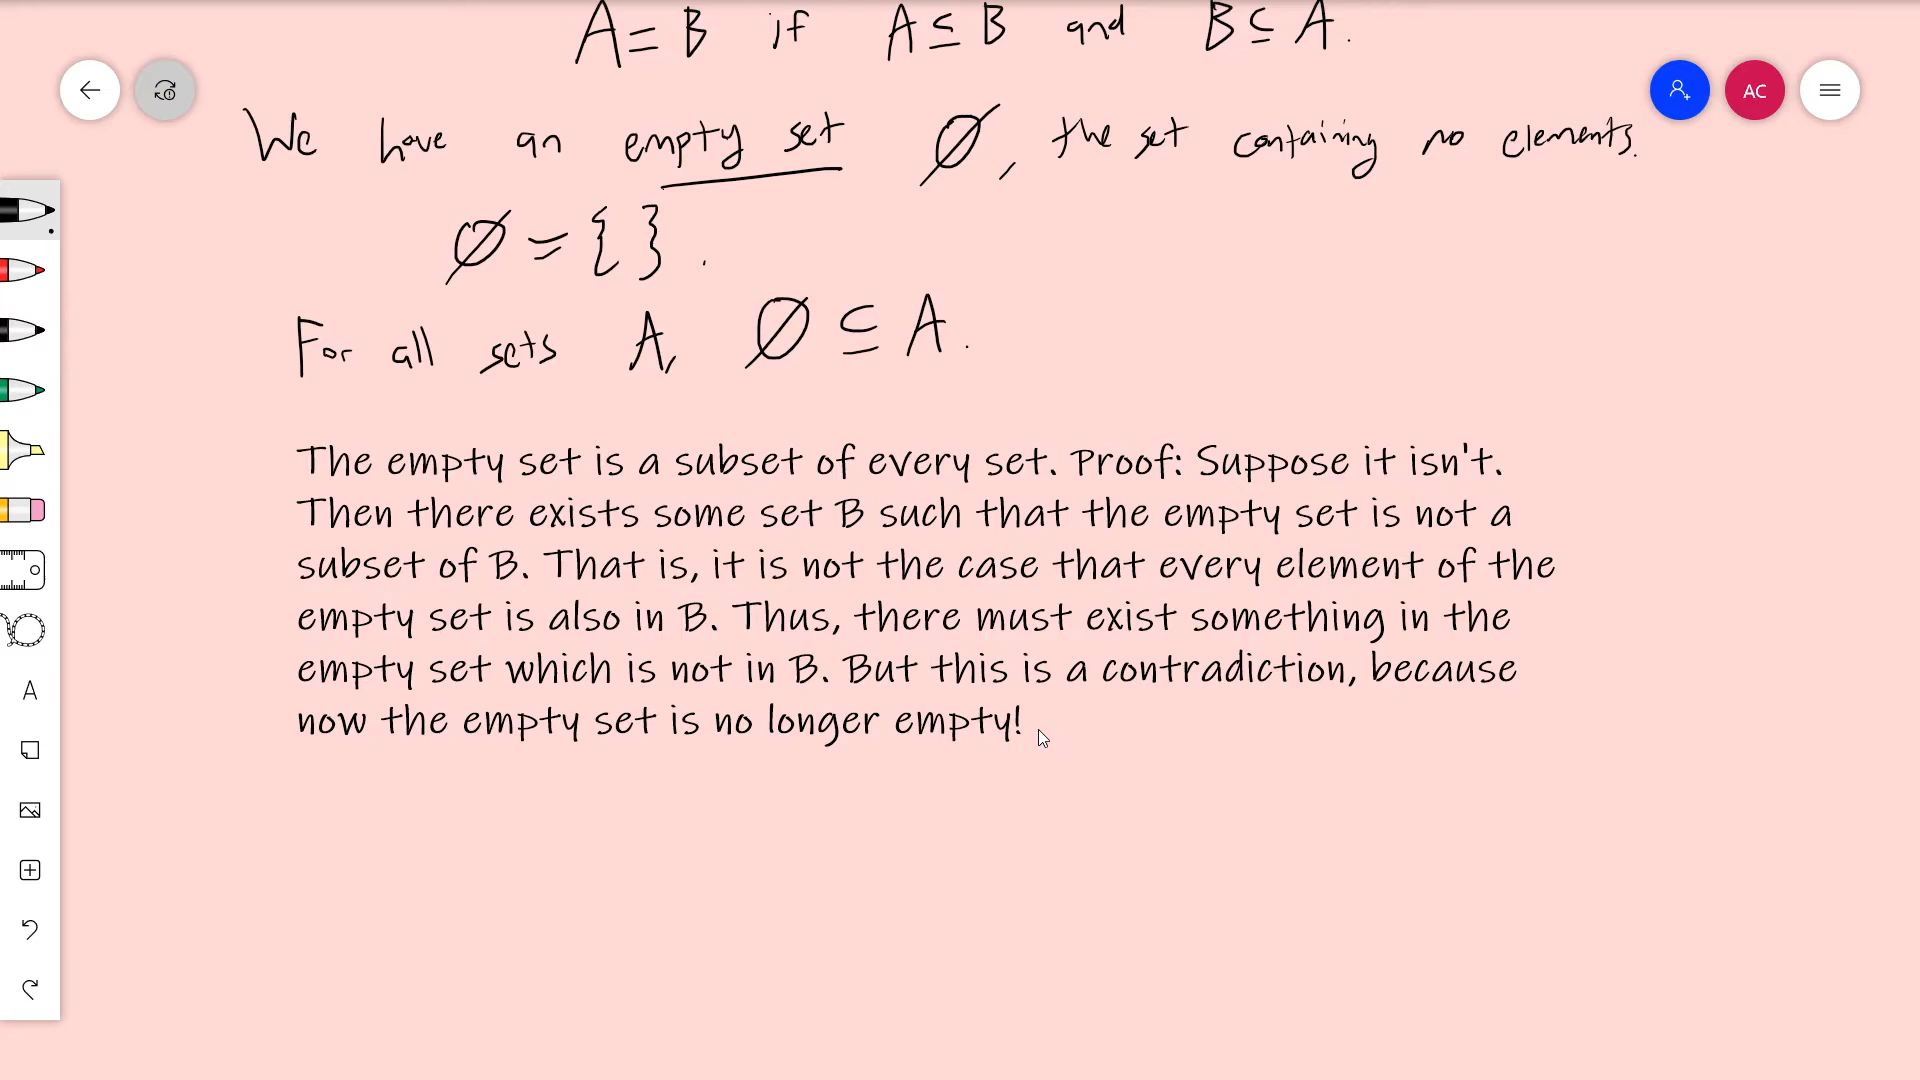 A = B if A ⊆ B and B ⊆ A.
AC
We have an empty set ∅, the set containing no elements.
∅ = { }.
For all sets A, ∅ ⊆ A.
The empty set is a subset of every set. Proof: Suppose it isn't.
Then there exists some set B such that the empty set is not a
subset of B. That is, it is not the case that every element of the
empty set is also in B. Thus, there must exist something in the
empty set which is not in B. But this is a contradiction, because
now the empty set is no longer empty!
A